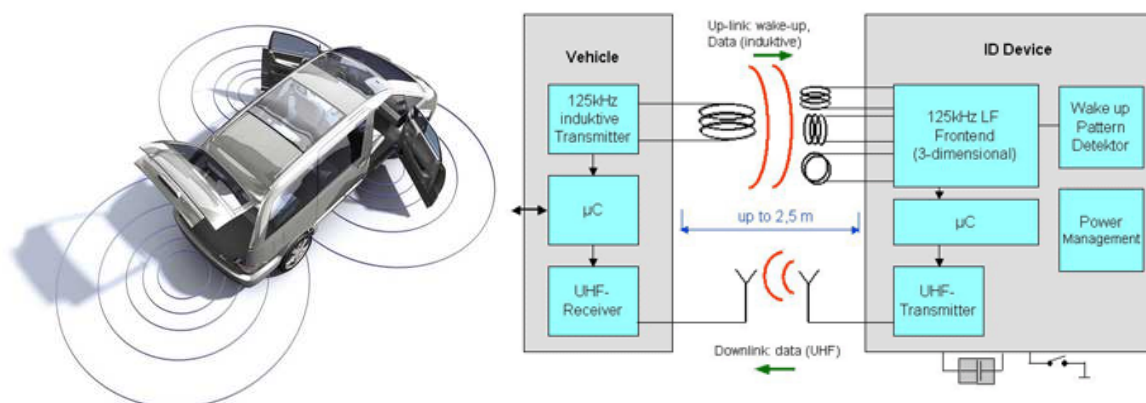 Up-link: wake-up,
Data (induktive)
Vehicle
125kHz
induktive
Transmitter
µC
UHF-
Receiver
up to 2,5 m
Downlink: data (UHF)
ID Device
125kHz LF
Frontend
(3-dimensional)
Wake up
Pattern
Detektor
µC
Power
Management
UHF-
Transmitter